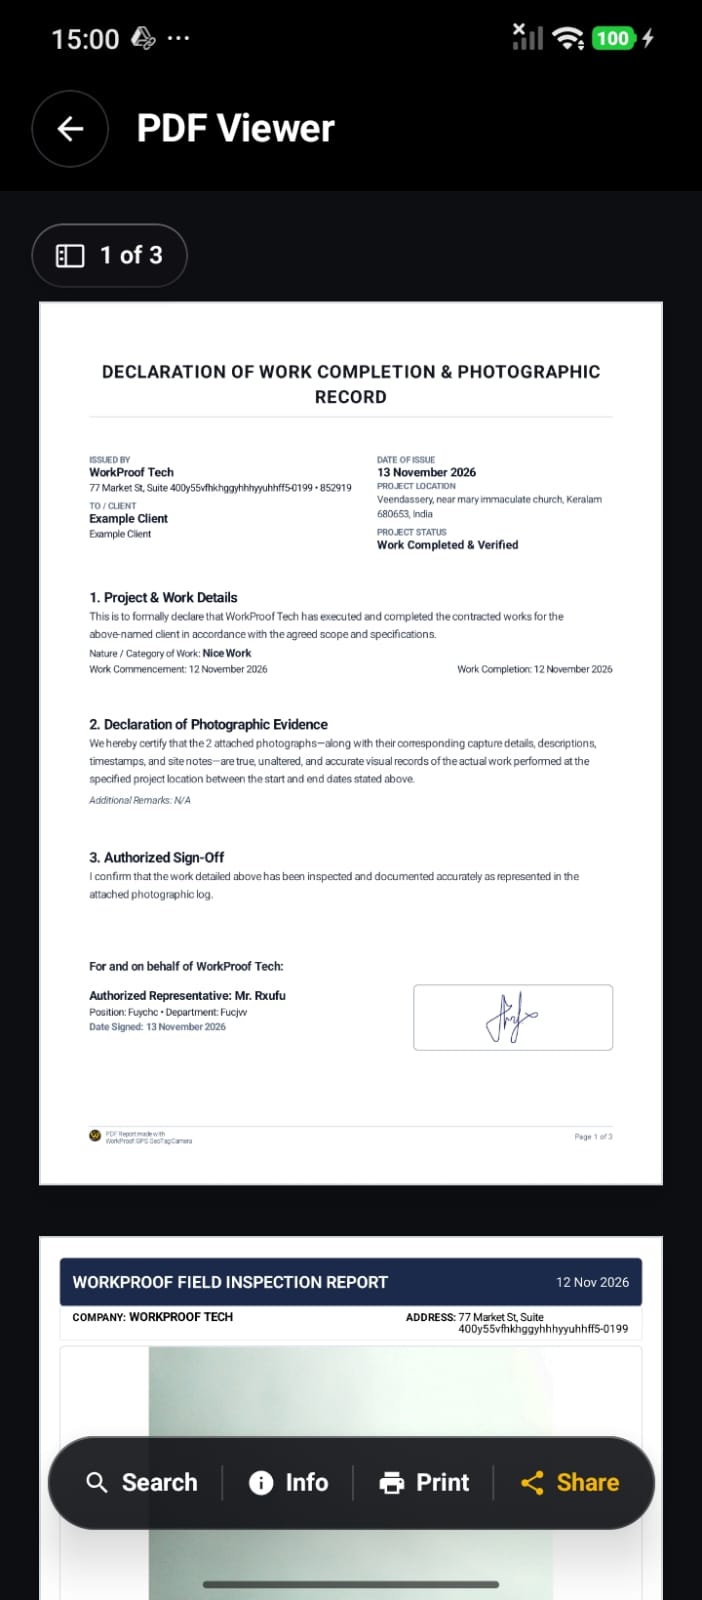 15:00
100
PDF Viewer
1 of 3
DECLARATION OF WORK COMPLETION & PHOTOGRAPHIC
RECORD
ISSUED BY
WorkProof Tech
77 Market St, Suite 400y55vfhkhggyhhhyyuhhff5-0199 • 852919
TO / CLIENT
Example Client
Example Client
DATE OF ISSUE
13 November 2026
PROJECT LOCATION
Veendassery, near mary immaculate church, Keralam
680653, India
PROJECT STATUS
Work Completed & Verified
1. Project & Work Details
This is to formally declare that WorkProof Tech has executed and completed the contracted works for the
above-named client in accordance with the agreed scope and specifications.
Nature / Category of Work: Nice Work
Work Commencement: 12 November 2026
Work Completion: 12 November 2026
2. Declaration of Photographic Evidence
We hereby certify that the 2 attached photographs—along with their corresponding capture details, descriptions,
timestamps, and site notes—are true, unaltered, and accurate visual records of the actual work performed at the
specified project location between the start and end dates stated above.
Additional Remarks: N/A
3. Authorized Sign-Off
I confirm that the work detailed above has been inspected and documented accurately as represented in the
attached photographic log.
For and on behalf of WorkProof Tech:
Authorized Representative: Mr. Rxufu
Position: Fuychc • Department: Fucjw
Date Signed: 13 November 2026
PDF Report made with
WorkProof GPS GeoTag Camera
Page 1 of 3
WORKPROOF FIELD INSPECTION REPORT
12 Nov 2026
COMPANY: WORKPROOF TECH
ADDRESS: 77 Market St, Suite
400y55vfhkhggyhhhyyuhhff5-0199
Search
Info
Print
Share